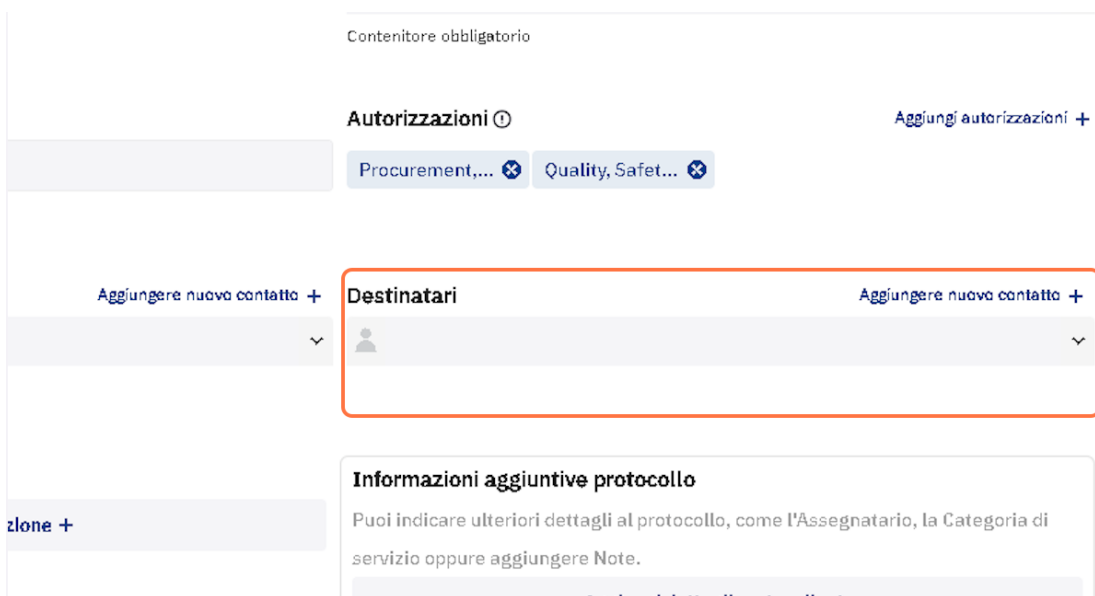 Contenitore obbligatorio
Autorizzazioni
Aggiungi autorizzazioni +
Procurement,...
Quality, Safet...
Aggiungere nuovo contatto +
Destinatari
Aggiungere nuovo contatto +
Informazioni aggiuntive protocollo
Puoi indicare ulteriori dettagli al protocollo, come l'Assegnatario, la Categoria di
servizio oppure aggiungere Note.
zione +